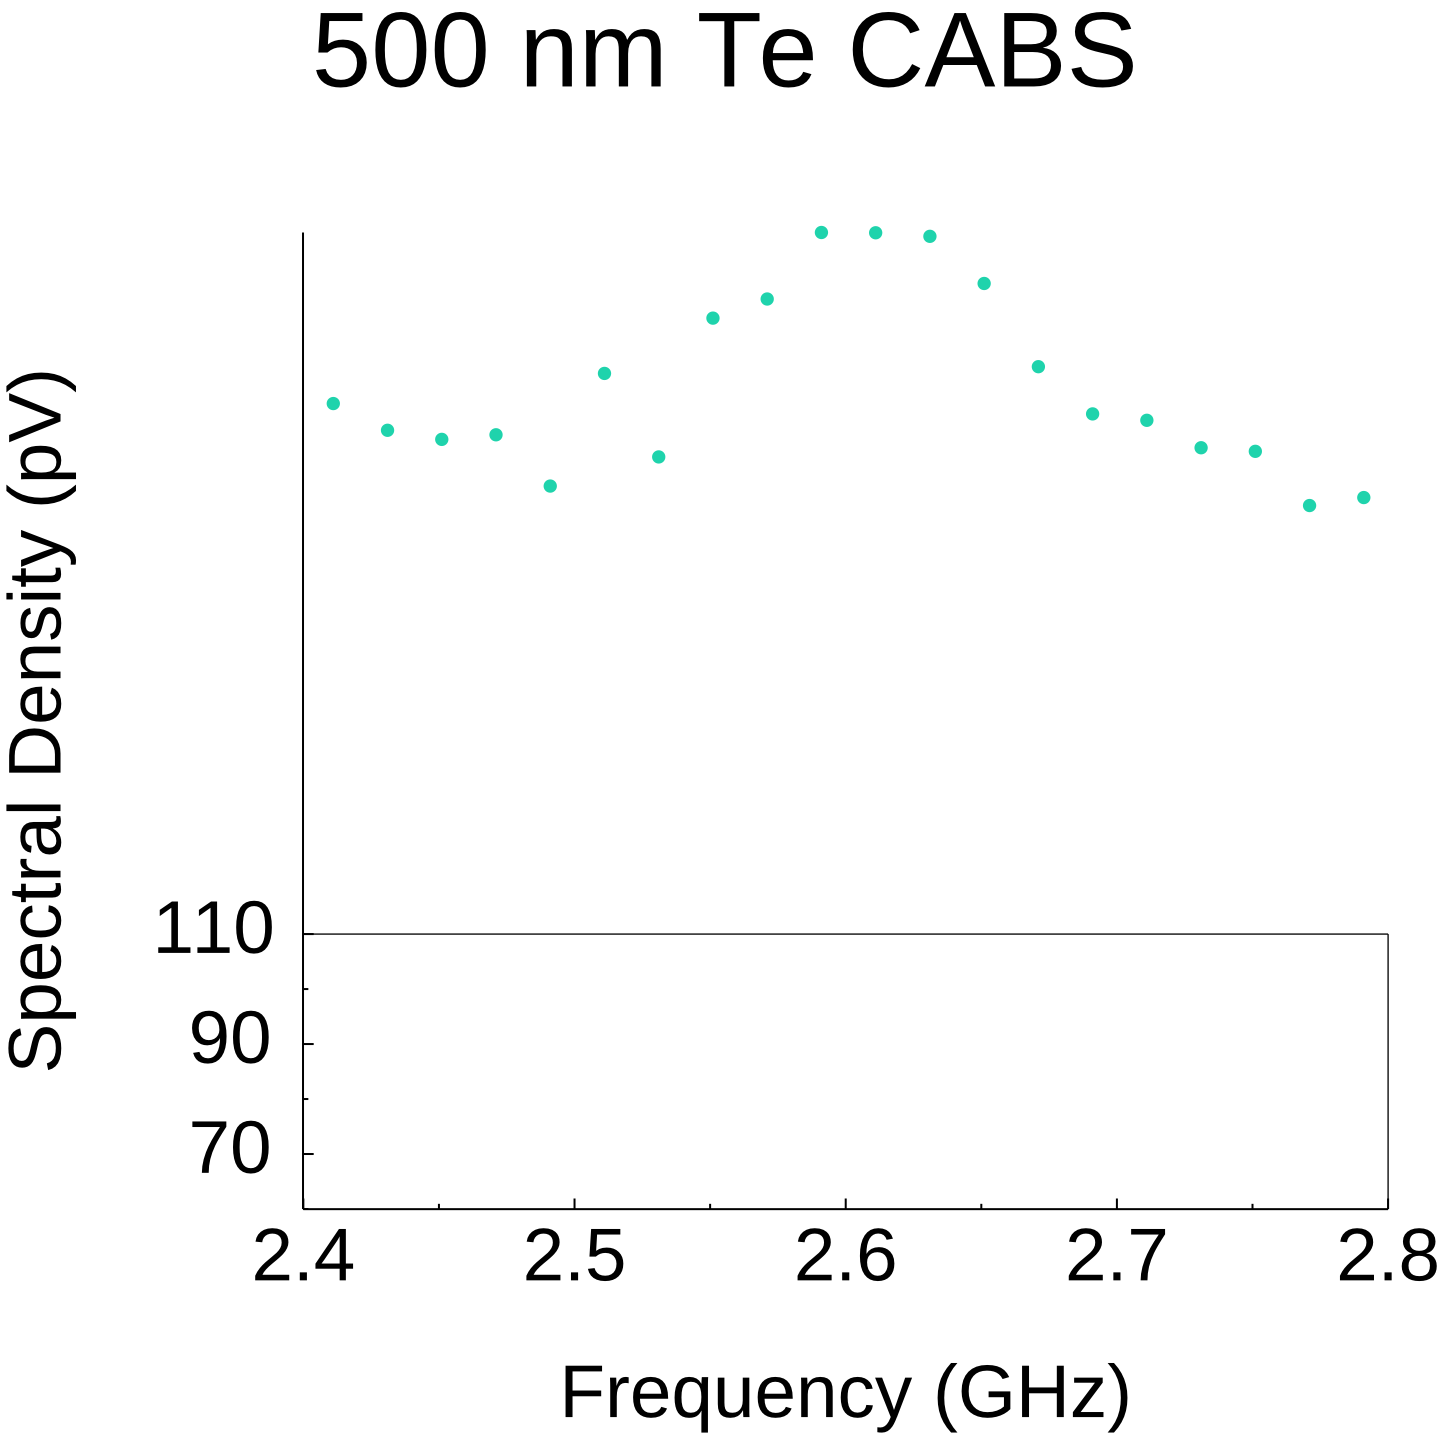 500 nm Te CABS
Spectral Density (pV)
110
90
70
2.4 2.5 2.6 2.7 2.8
Frequency (GHz)